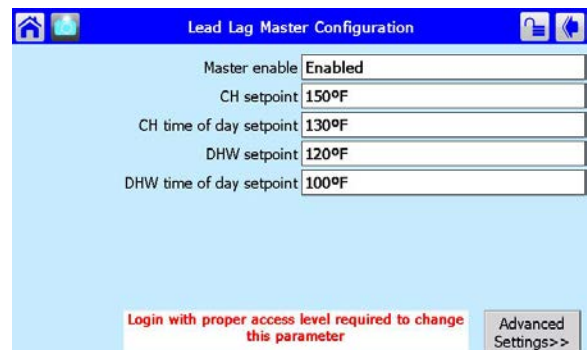 Lead Lag Master Configuration
Master enable Enabled
CH setpoint 150ºF
CH time of day setpoint 130ºF
DHW setpoint 120ºF
DHW time of day setpoint 100ºF
Login with proper access level required to change
this parameter
Advanced
Settings>>